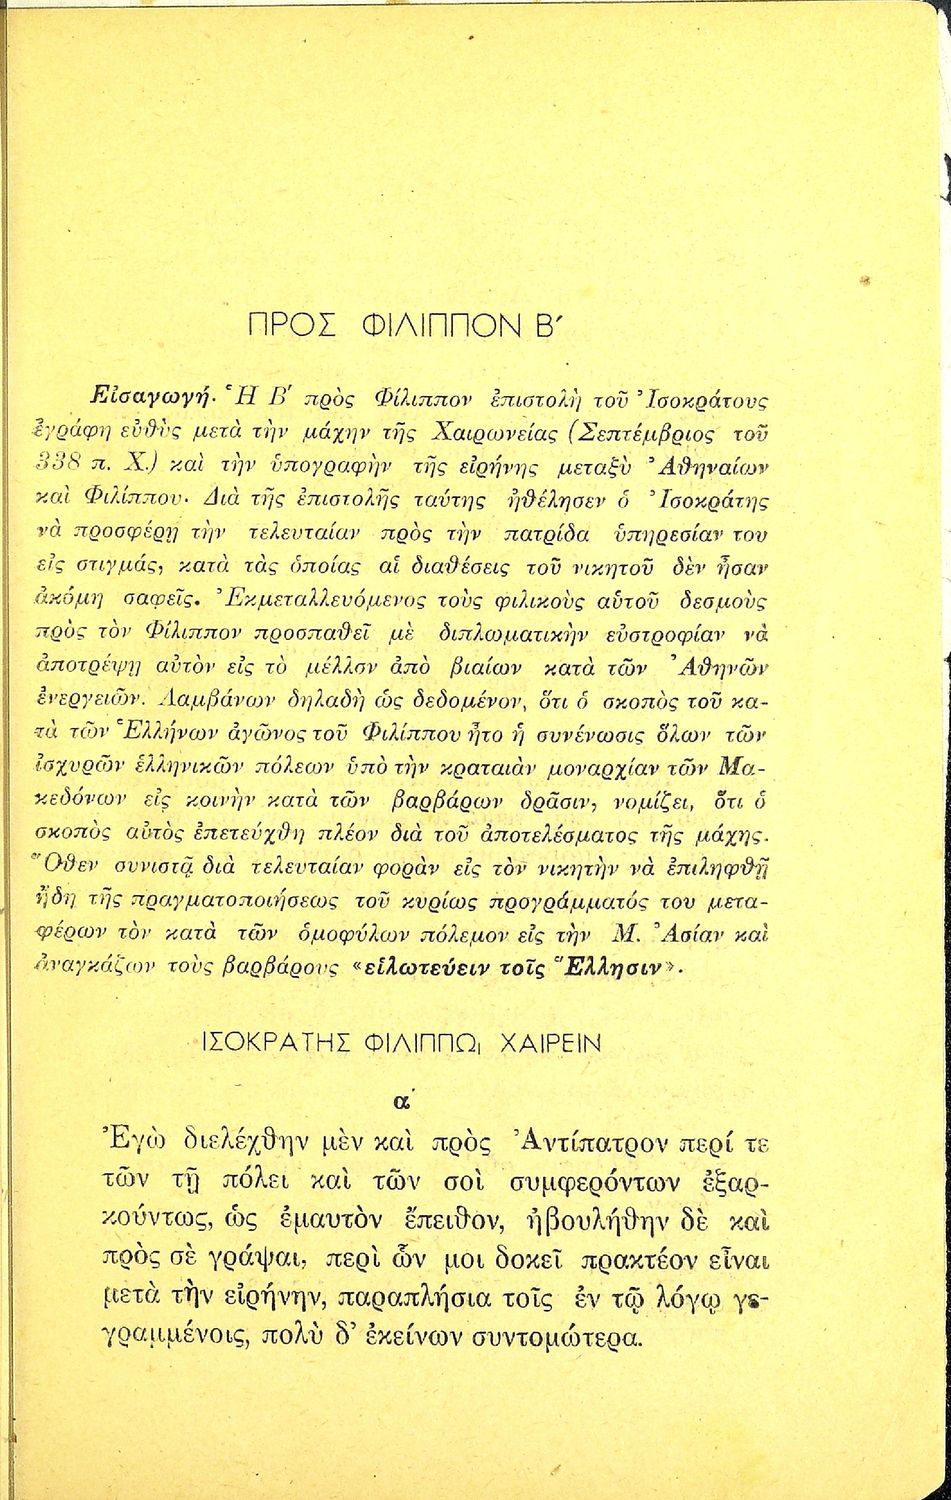 ΠΡΟΣ ΦΙΛΙΠΠΟΝ Β΄
Εἰσαγωγή. Ἡ Β′ πρὸς Φίλιππον ἐπιστολὴ τοῦ Ἰσοκράτους
ἐγράφη εὐθὺς μετὰ τὴν μάχην τῆς Χαιρωνείας (Σεπτέμβριος τοῦ
338 π. Χ.) καὶ τὴν ὑπογραφὴν τῆς εἰρήνης μεταξὺ Ἀθηναίων
καὶ Φιλίππου. Διὰ τῆς ἐπιστολῆς ταύτης ἠθέλησεν ὁ Ἰσοκράτης
νὰ προσφέρῃ τὴν τελευταίαν πρὸς τὴν πατρίδα ὑπηρεσίαν του
εἰς στιγμάς, κατὰ τὰς ὁποίας αἱ διαθέσεις τοῦ νικητοῦ δὲν ἦσαν
ἀκόμη σαφεῖς. Ἐκμεταλλευόμενος τοὺς φιλικοὺς αὑτοῦ δεσμοὺς
πρὸς τὸν Φίλιππον προσπαθεῖ μὲ διπλωματικὴν εὐστροφίαν νὰ
ἀποτρέψῃ αὐτὸν εἰς τὸ μέλλον ἀπὸ βιαίων κατὰ τῶν Ἀθηνῶν
ἐνεργειῶν. Λαμβάνων δηλαδὴ ὡς δεδομένον, ὅτι ὁ σκοπὸς τοῦ κα-
τὰ τῶν Ἑλλήνων ἀγῶνος τοῦ Φιλίππου ἦτο ἡ συνένωσις ὅλων τῶν
ἰσχυρῶν ἑλληνικῶν πόλεων ὑπὸ τὴν κραταιὰν μοναρχίαν τῶν Μα-
κεδόνων εἰς κοινὴν κατὰ τῶν βαρβάρων δρᾶσιν, νομίζει, ὅτι ὁ
σκοπὸς αὐτὸς ἐπετεύχθη πλέον διὰ τοῦ ἀποτελέσματος τῆς μάχης.
Ὅθεν συνιστᾷ διὰ τελευταίαν φορὰν εἰς τὸν νικητὴν νὰ ἐπιληφθῇ
ἤδη τῆς πραγματοποιήσεως τοῦ κυρίως προγράμματός του μετα-
φέρων τὸν κατὰ τῶν ὁμοφύλων πόλεμον εἰς τὴν Μ. Ἀσίαν καὶ
ἀναγκάζων τοὺς βαρβάρους «εἱλωτεύειν τοῖς Ἕλλησιν».
ΙΣΟΚΡΑΤΗΣ ΦΙΛΙΠΠΩι ΧΑΙΡΕΙΝ
α΄
Ἐγὼ διελέχθην μὲν καὶ πρὸς Ἀντίπατρον περί τε
τῶν τῇ πόλει καὶ τῶν σοὶ συμφερόντων ἐξαρ-
κούντως, ὡς ἐμαυτὸν ἔπειθον, ἠβουλήθην δὲ καὶ
πρὸς σὲ γράψαι, περὶ ὧν μοι δοκεῖ πρακτέον εἶναι
μετὰ τὴν εἰρήνην, παραπλήσια τοῖς ἐν τῷ λόγῳ γε-
γραμμένοις, πολὺ δ’ ἐκείνων συντομώτερα.